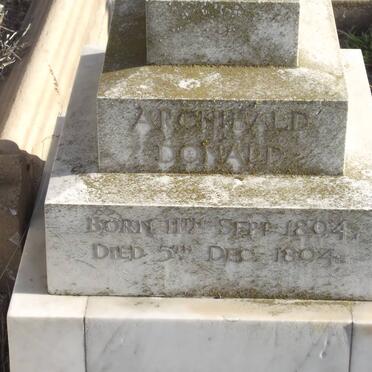 ARCHIBALD
DONALD
BORN 11TH SEPT 1804.
DIED 5TH DEC 1804.